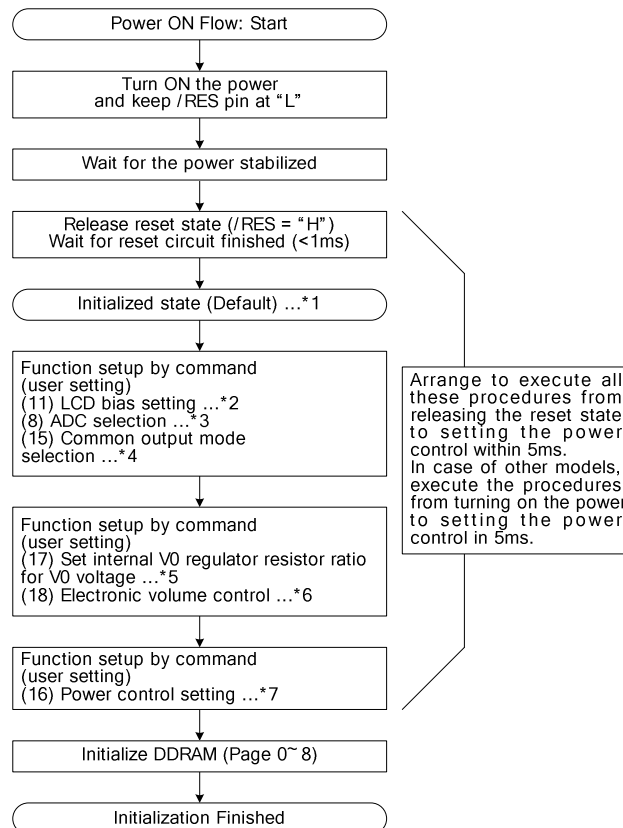 Power ON Flow: Start
Turn ON the power
and keep /RES pin at “L”
Wait for the power stabilized
Release reset state (/RES = “H”)
Wait for reset circuit finished (<1ms)
Initialized state (Default) ...*1
Function setup by command
(user setting)
(11) LCD bias setting ...*2
(8) ADC selection ...*3
(15) Common output mode
selection ...*4
Function setup by command
(user setting)
(17) Set internal V0 regulator resistor ratio
for V0 voltage ...*5
(18) Electronic volume control ...*6
Function setup by command
(user setting)
(16) Power control setting ...*7
Initialize DDRAM (Page 0~8)
Initialization Finished
Arrange to execute all
these procedures from
releasing the reset state
to setting the power
control within 5ms.
In case of other models,
execute the procedures
from turning on the power
to setting the power
control in 5ms.